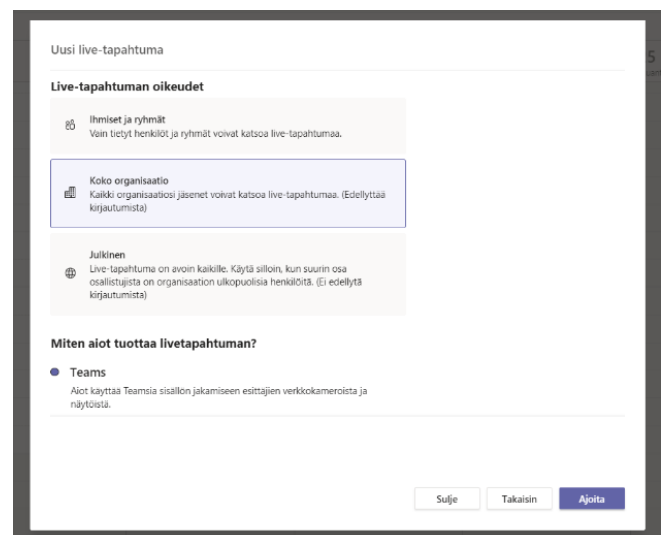 Uusi live-tapahtuma
5
Live-tapahtuman oikeudet
Ihmiset ja ryhmät
Vain tietyt henkilöt ja ryhmät voivat katsoa live-tapahtumaa.
Koko organisaatio
Kaikki organisaatiosi jäsenet voivat katsoa live-tapahtumaa. (Edellyttää
kirjautumista)
Julkinen
Live-tapahtuma on avoin kaikille. Käytä silloin, kun suurin osa
osallistujista on organisaation ulkopuolisia henkilöitä. (Ei edellytä
kirjautumista)
Miten aiot tuottaa livetapahtuman?
Teams
Aiot käyttää Teamsia sisällön jakamiseen esittäjien verkkokameroista ja
näytöistä.
Sulje Takaisin Ajoita